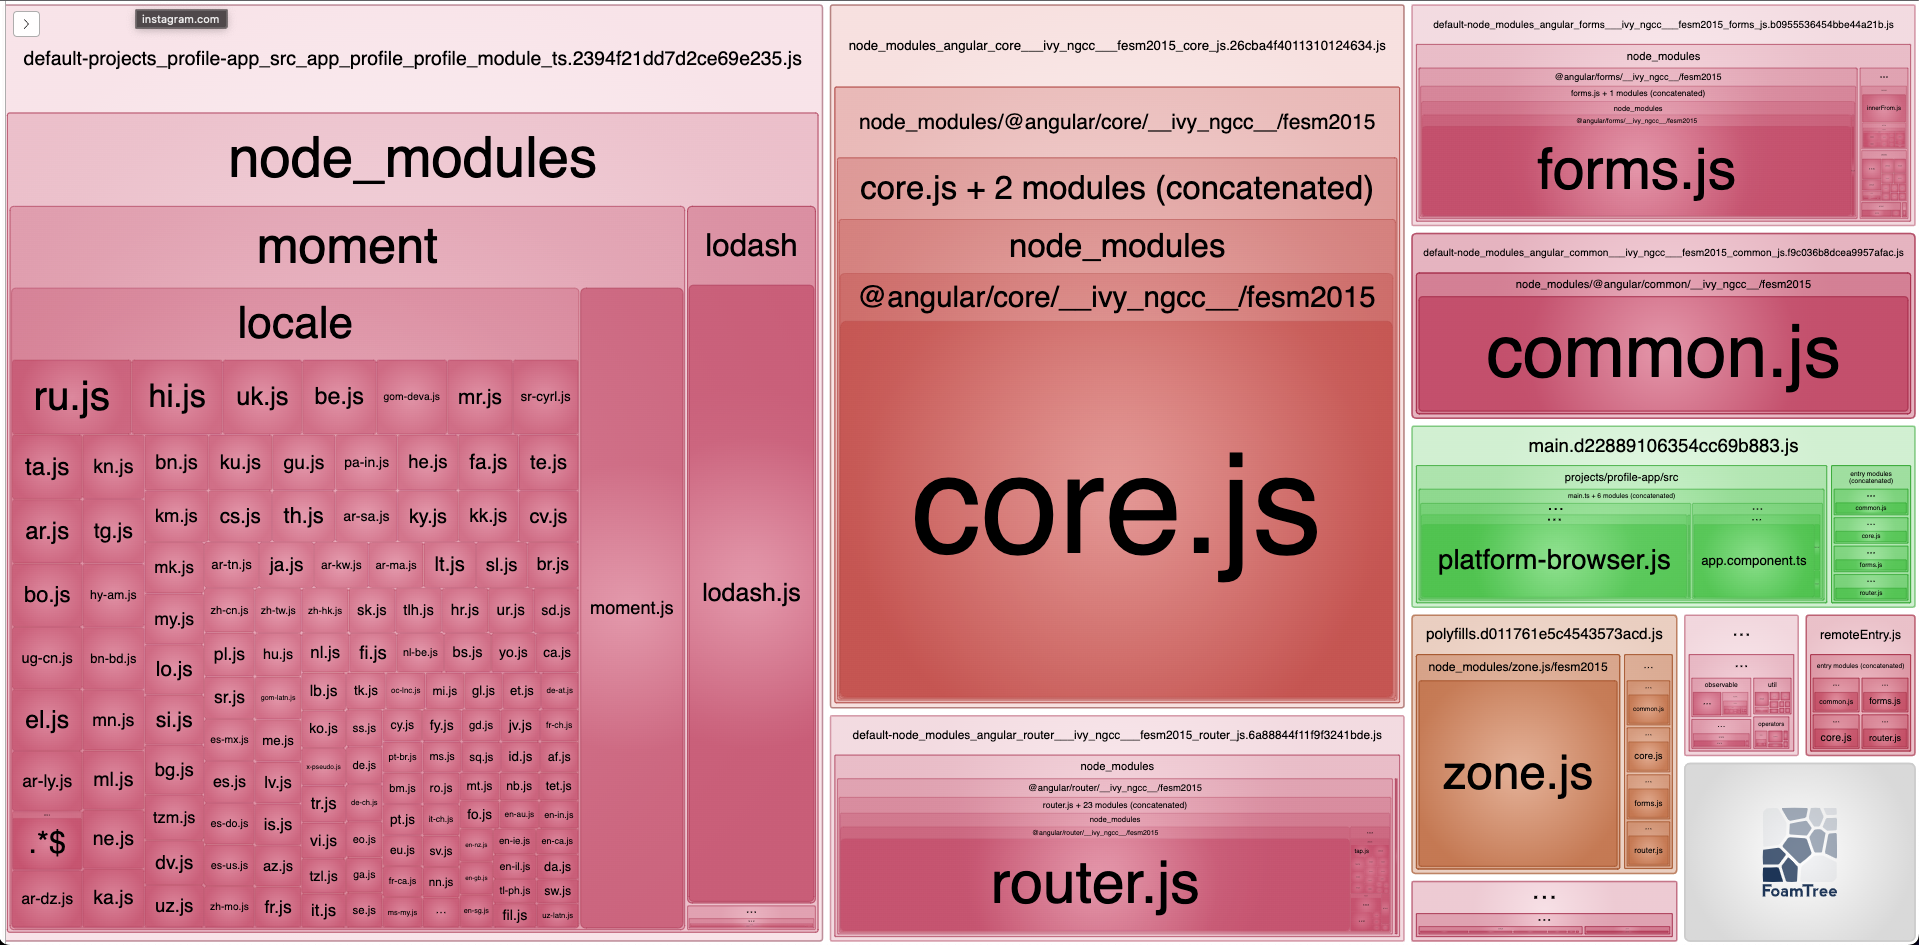 instagram.com
default-projects_profile-app_src_app_profile_profile_module_ts.2394f21dd7d2ce69e235.js
node_modules
moment
lodash
locale
ru.js hi.js uk.js be.js gom-deva.js mr.js sr-cyrl.js
ta.js kn.js bn.js ku.js gu.js pa-in.js he.js fa.js te.js
ar.js tg.js km.js cs.js th.js ar-sa.js ky.js kk.js cv.js
mk.js ar-tn.js ja.js ar-kw.js ar-ma.js lt.js sl.js br.js
bo.js hy-am.js my.js zh-cn.js zh-tw.js zh-hk.js sk.js tlh.js hr.js ur.js sd.js
ug-cn.js bn-bd.js lo.js pl.js hu.js nl.js fi.js nl-be.js bs.js yo.js ca.js
sr.js gom-latn.js lb.js tk.js oc-lnc.js mi.js gl.js et.js de-at.js
el.js mn.js si.js es-mx.js me.js ko.js ss.js cy.js fy.js gd.js jv.js fr-ch.js
x-pseudo.js de.js pt-br.js ms.js sq.js id.js af.js
ar-ly.js ml.js bg.js es.js lv.js tr.js de-ch.js bm.js ro.js mt.js nb.js tet.js
...
.*$ ne.js tzm.js es-do.js is.js vi.js eo.js pt.js it-ch.js fo.js en-au.js en-in.js
eu.js sv.js en-nz.js en-ie.js en-ca.js
dv.js es-us.js az.js tzl.js ga.js fr-ca.js nn.js en-gb.js en-il.js da.js
tl-ph.js sw.js
ar-dz.js ka.js uz.js zh-mo.js fr.js it.js se.js ms-my.js ... en-sg.js fil.js uz-latn.js
moment.js
lodash.js
...
node_modules_angular_core___ivy_ngcc___fesm2015_core_js.26cba4f4011310124634.js
node_modules/@angular/core/__ivy_ngcc__/fesm2015
core.js + 2 modules (concatenated)
node_modules
@angular/core/__ivy_ngcc__/fesm2015
core.js
default-node_modules_angular_router___ivy_ngcc___fesm2015_router_js.6a88844f11f9f3241bde.js
node_modules
@angular/router/__ivy_ngcc__/fesm2015
router.js + 23 modules (concatenated)
node_modules
@angular/router/__ivy_ngcc__/fesm2015
router.js
...
tap.js
default-node_modules_angular_forms___ivy_ngcc___fesm2015_forms_js.b0955536454bbe44a21b.js
node_modules
@angular/forms/__ivy_ngcc__/fesm2015
forms.js + 1 modules (concatenated)
node_modules
@angular/forms/__ivy_ngcc__/fesm2015
forms.js
...
innerFrom.js
default-node_modules_angular_common___ivy_ngcc___fesm2015_common_js.f9c036b8dcea9957afac.js
node_modules/@angular/common/__ivy_ngcc__/fesm2015
common.js
main.d22889106354cc69b883.js
projects/profile-app/src
main.ts + 6 modules (concatenated)
... ...
... ...
platform-browser.js app.component.ts
entry modules
(concatenated)
...
common.js
...
core.js
...
forms.js
...
router.js
polyfills.d011761e5c4543573acd.js
node_modules/zone.js/fesm2015
zone.js
...
...
common.js
...
core.js
...
forms.js
...
router.js
...
...
observable util
...
...
operators
remoteEntry.js
entry modules (concatenated)
... ...
common.js forms.js
... ...
core.js router.js
...
...
FoamTree